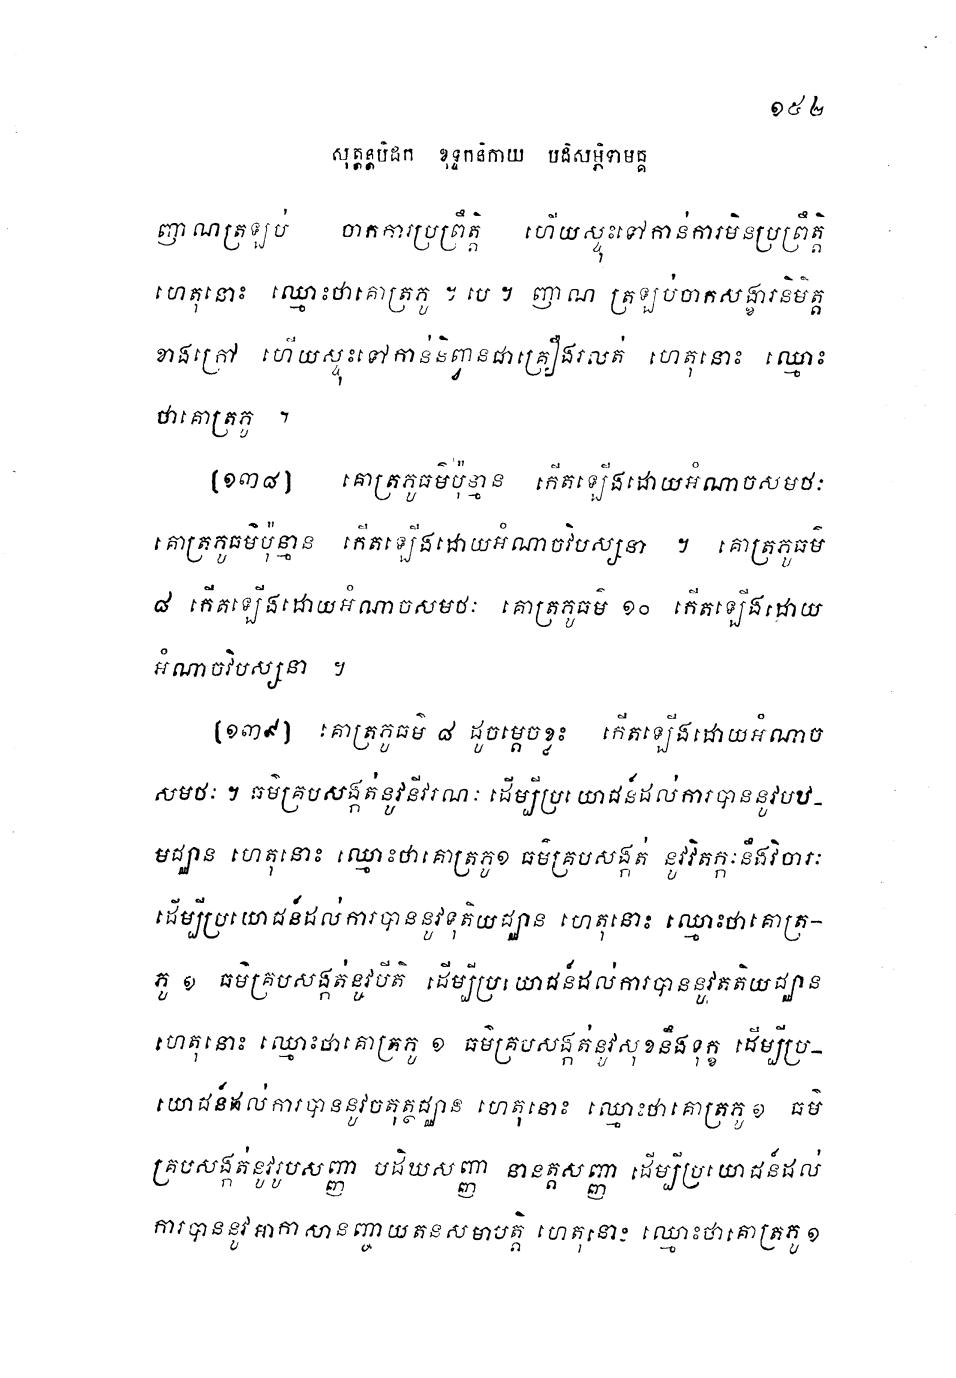 ១៥៤
សុត្តន្តបិដក ខុទ្ទកនិកាយ បដិសម្ភិទាមគ្គ
ញាណត្រឡប់ ចាកការប្រព្រឹត្តិ ហើយស្ទុះទៅកាន់ការមិនប្រព្រឹត្តិ
ហេតុនោះ ឈ្មោះថាគោត្រភូ ។ បេ ។ ញាណ ត្រឡប់ចាកសង្ខារនិមិត្ត
ខាងក្រៅ ហើយស្ទុះទៅកាន់និព្វានជាគ្រឿងរលត់ ហេតុនោះ ឈ្មោះ
ថាគោត្រភូ ។
[១៣៨] គោត្រភូធម៌ប៉ុន្មាន កើតឡើងដោយអំណាចសមថៈ
គោត្រភូធម៌ប៉ុន្មាន កើតឡើងដោយអំណាចវិបស្សនា ។ គោត្រភូធម៌
៨ កើតឡើងដោយអំណាចសមថៈ គោត្រភូធម៌ ១០ កើតឡើងដោយ
អំណាចវិបស្សនា ។
[១៣៩] គោត្រភូធម៌ ៨ ដូចម្តេចខ្លះ កើតឡើងដោយអំណាច
សមថៈ ។ ធម៌គ្របសង្កត់នូវនីវរណៈ ដើម្បីប្រយោជន៍ដល់ការបាននូវបឋ-
មជ្ឈាន ហេតុនោះ ឈ្មោះថាគោត្រភូ ១ ធម៌គ្របសង្កត់ នូវវិតក្កៈនឹងវិចារៈ
ដើម្បីប្រយោជន៍ដល់ការបាននូវទុតិយជ្ឈាន ហេតុនោះ ឈ្មោះថាគោត្រ-
ភូ ១ ធម៌គ្របសង្កត់នូវបីតិ ដើម្បីប្រយោជន៍ដល់ការបាននូវតតិយជ្ឈាន
ហេតុនោះ ឈ្មោះថាគោត្រភូ ១ ធម៌គ្របសង្កត់នូវសុខនឹងទុក្ខ ដើម្បីប្រ-
យោជន៍ដល់ការបាននូវចតុត្ថជ្ឈាន ហេតុនោះ ឈ្មោះថាគោត្រភូ ១ ធម៌
គ្របសង្កត់នូវរូបសញ្ញា បដិឃសញ្ញា នានត្តសញ្ញា ដើម្បីប្រយោជន៍ដល់
ការបាននូវអាកាសានញ្ចាយតនសមាបត្តិ ហេតុនោះ ឈ្មោះថាគោត្រភូ ១